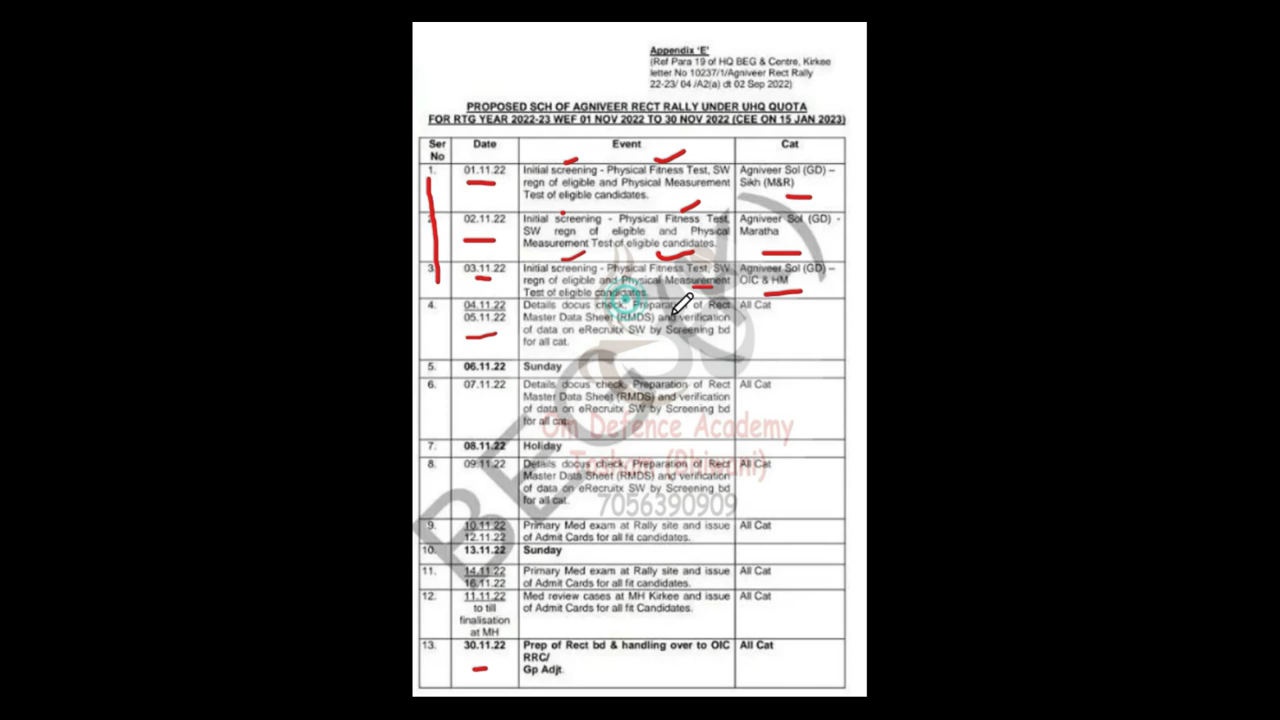 Appendix 'E'
(Ref Para 19 of HQ BEG & Centre, Kirkee
letter No 10237/1/Agniveer Rect Rally
22-23/ 04 /A2(a) dt 02 Sep 2022)
PROPOSED SCH OF AGNIVEER RECT RALLY UNDER UHQ QUOTA
FOR RTG YEAR 2022-23 WEF 01 NOV 2022 TO 30 NOV 2022 (CEE ON 15 JAN 2023)
Ser No Date Event Cat
1. 01.11.22 Initial screening - Physical Fitness Test, SW Agniveer Sol (GD) –
regn of eligible and Physical Measurement Sikh (M&R)
Test of eligible candidates.
2. 02.11.22 Initial screening - Physical Fitness Test, Agniveer Sol (GD) -
SW regn of eligible and Physical Maratha
Measurement Test of eligible candidates.
3. 03.11.22 Initial screening - Physical Fitness Test, SW Agniveer Sol (GD) –
regn of eligible and Physical Measurement OIC & HM
Test of eligible candidates.
4. 04.11.22 Details docus check, Preparation of Rect All Cat
05.11.22 Master Data Sheet (RMDS) and verification
of data on eRecruitx SW by Screening bd
for all cat.
5. 06.11.22 Sunday
6. 07.11.22 Details docus check, Preparation of Rect All Cat
Master Data Sheet (RMDS) and verification
of data on eRecruitx SW by Screening bd
for all cat.
7. 08.11.22 Holiday
8. 09.11.22 Details docus check, Preparation of Rect All Cat
Master Data Sheet (RMDS) and verification
of data on eRecruitx SW by Screening bd
for all cat.
9. 10.11.22 Primary Med exam at Rally site and issue All Cat
12.11.22 of Admit Cards for all fit candidates.
10. 13.11.22 Sunday
11. 14.11.22 Primary Med exam at Rally site and issue All Cat
16.11.22 of Admit Cards for all fit candidates.
12. 11.11.22 Med review cases at MH Kirkee and issue All Cat
to till of Admit Cards for all fit Candidates.
finalisation
at MH
13. 30.11.22 Prep of Rect bd & handling over to OIC All Cat
RRC/
Gp Adjt.
Om Defence Academy
Tosham (Bhiwani)
7056390909